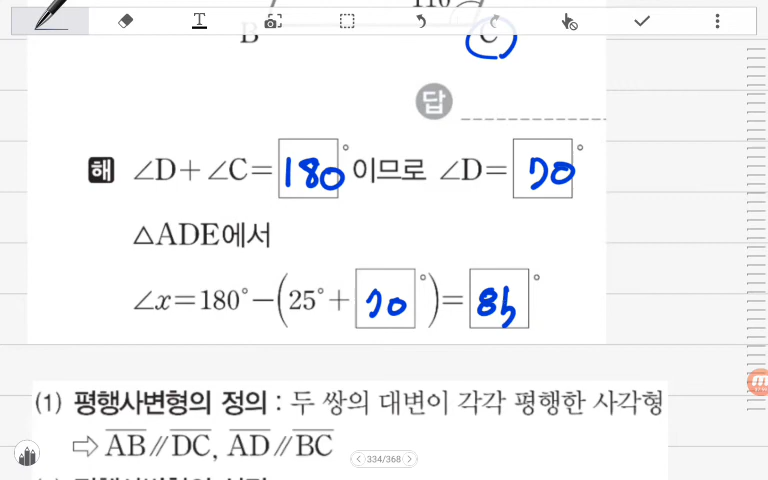 T
110
B
C
답
해 ∠D+∠C=180°이므로 ∠D=70°
△ADE에서
∠x=180°-(25°+70°)=85°
(1) 평행사변형의 정의 : 두 쌍의 대변이 각각 평행한 사각형
⇨ AB∥DC, AD∥BC
334/368